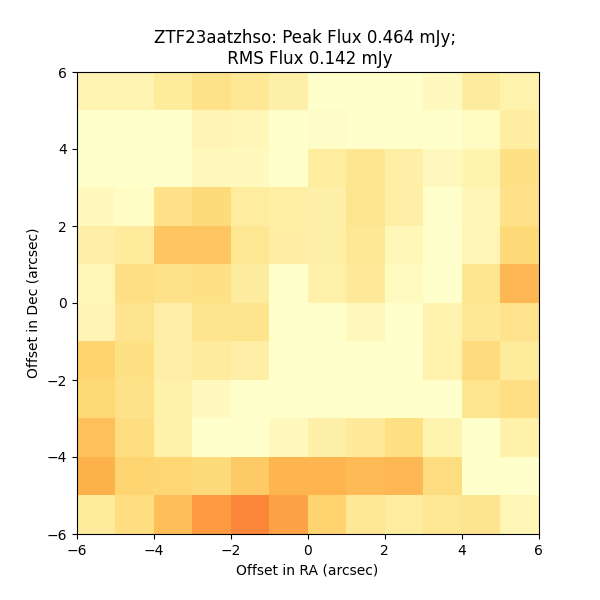 ZTF23aatzhso: Peak Flux 0.464 mJy;
RMS Flux 0.142 mJy
6
4
2
0
−2
−4
−6
Offset in Dec (arcsec)
−6 −4 −2 0 2 4 6
Offset in RA (arcsec)